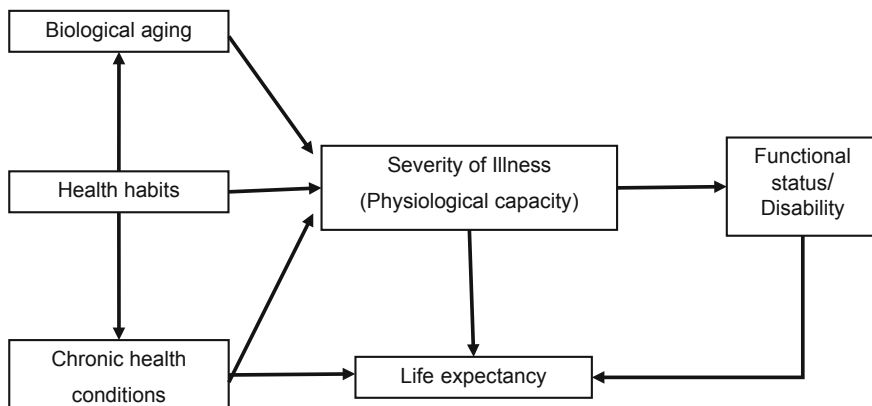 Biological aging
Health habits
Chronic health
conditions
Severity of Illness
(Physiological capacity)
Life expectancy
Functional
status/
Disability